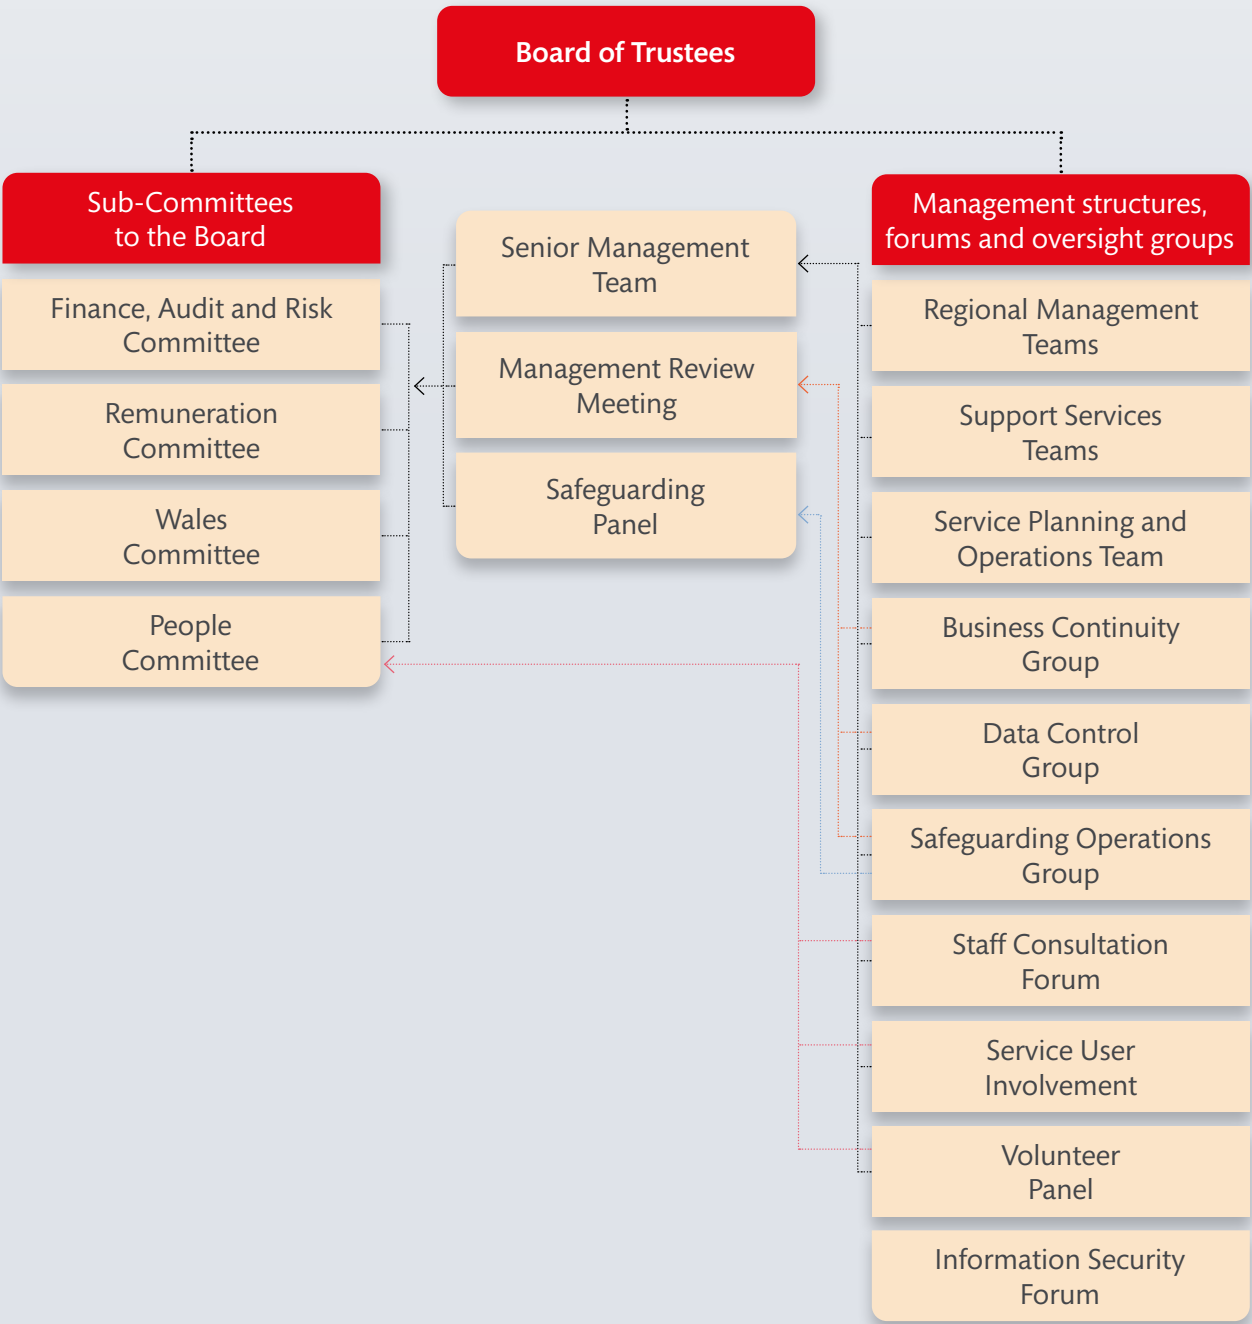 Board of Trustees
Sub-Committees
to the Board
Finance, Audit and Risk
Committee
Remuneration
Committee
Wales
Committee
People
Committee
Senior Management
Team
Management Review
Meeting
Safeguarding
Panel
Management structures,
forums and oversight groups
Regional Management
Teams
Support Services
Teams
Service Planning and
Operations Team
Business Continuity
Group
Data Control
Group
Safeguarding Operations
Group
Staff Consultation
Forum
Service User
Involvement
Volunteer
Panel
Information Security
Forum